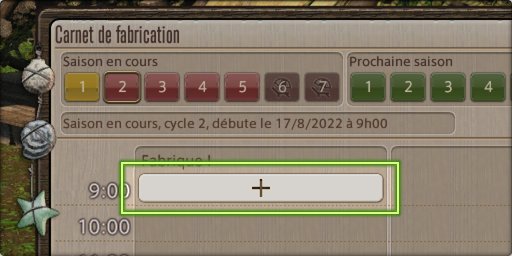 Carnet de fabrication
Saison en cours
Prochaine saison
1 2 3 4 5 6 7
1 2 3 4
Saison en cours, cycle 2, débute le 17/8/2022 à 9h00
Fabrique I
9:00
+
10:00